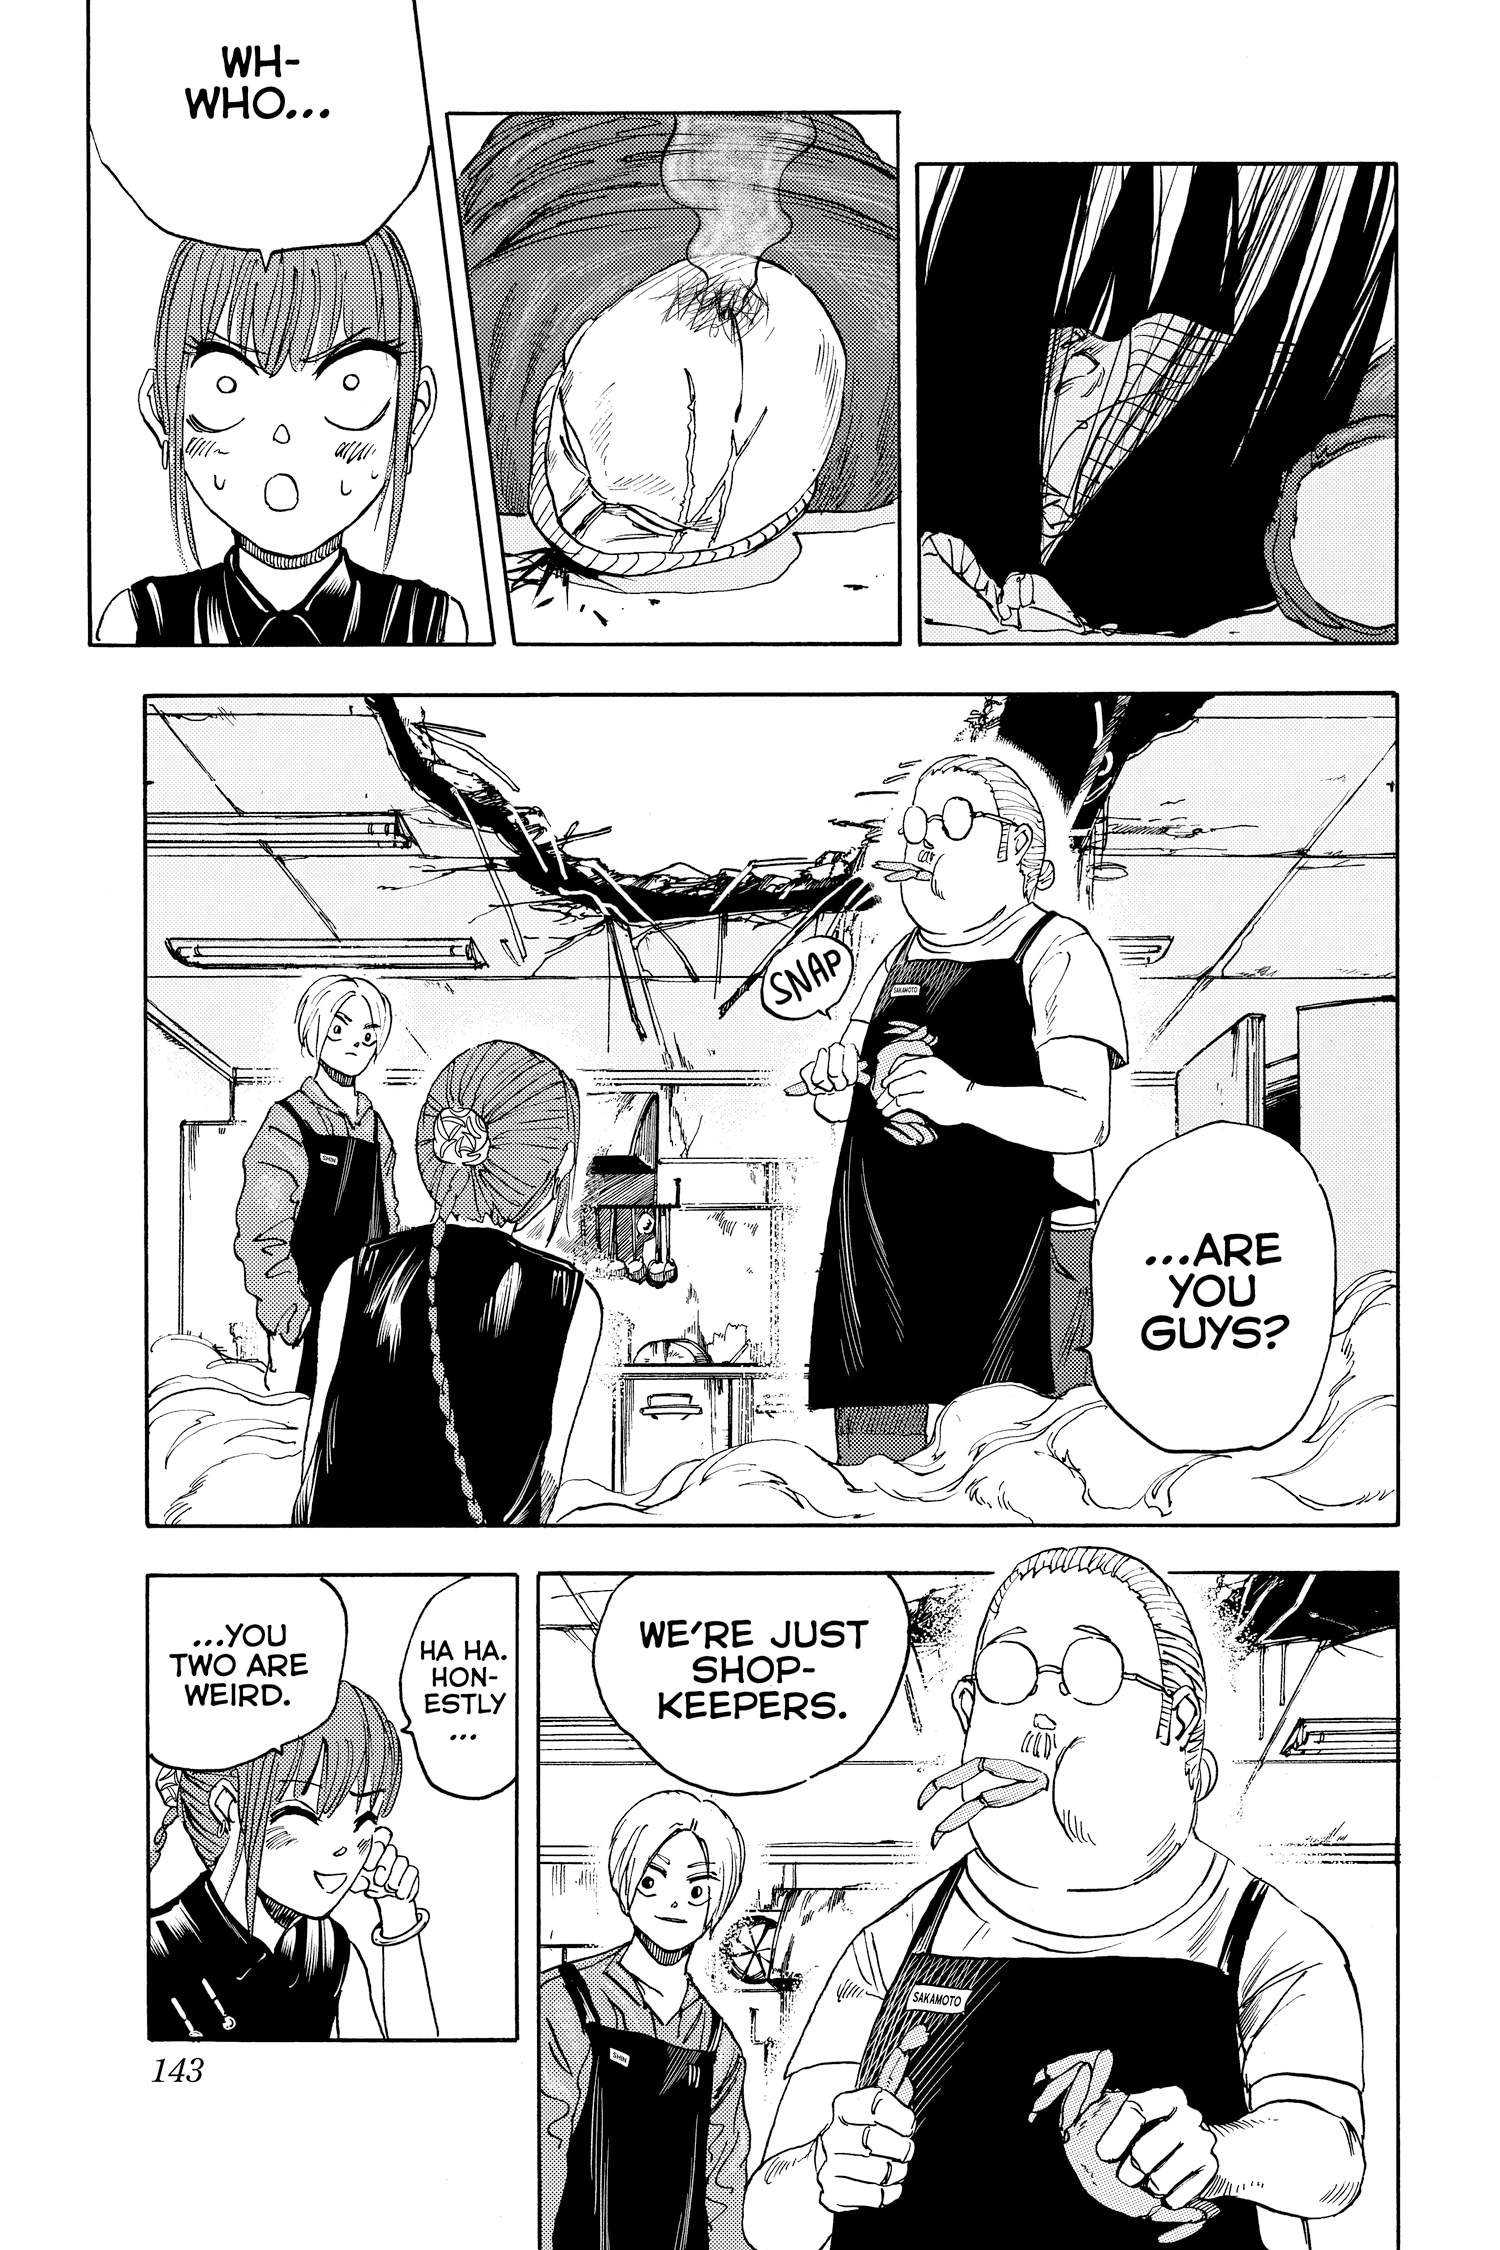 WH-
WHO...
SNAP
SAKAMOTO
SHIN
...ARE
YOU
GUYS?
WE'RE JUST
SHOP-
KEEPERS.
SAKAMOTO
SHIN
HA HA.
HON-
ESTLY
...
...YOU
TWO ARE
WEIRD.
143